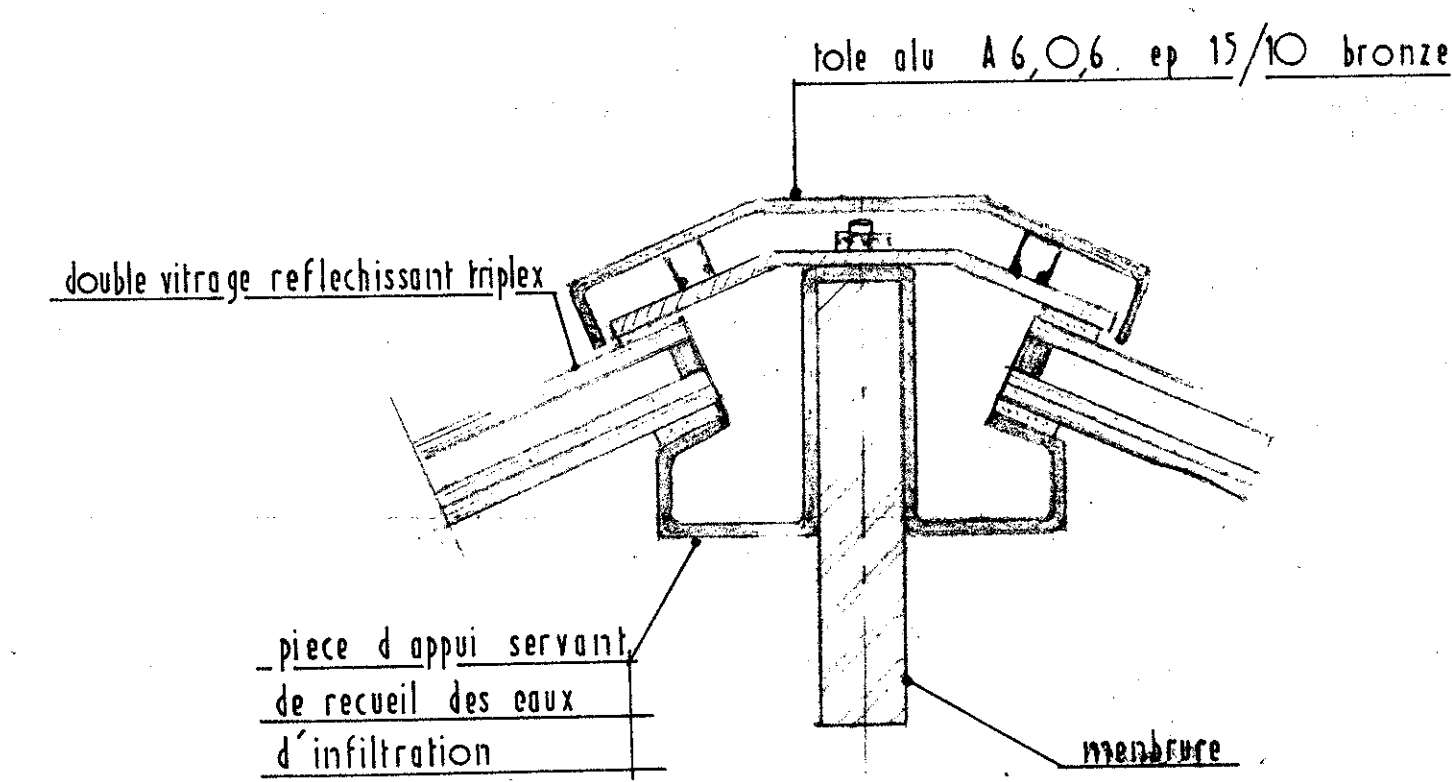 tole alu A 6,0,6. ep 15/10 bronze
double vitrage reflechissant triplex
piece d appui servant
de recueil des eaux
d'infiltration
menbrure